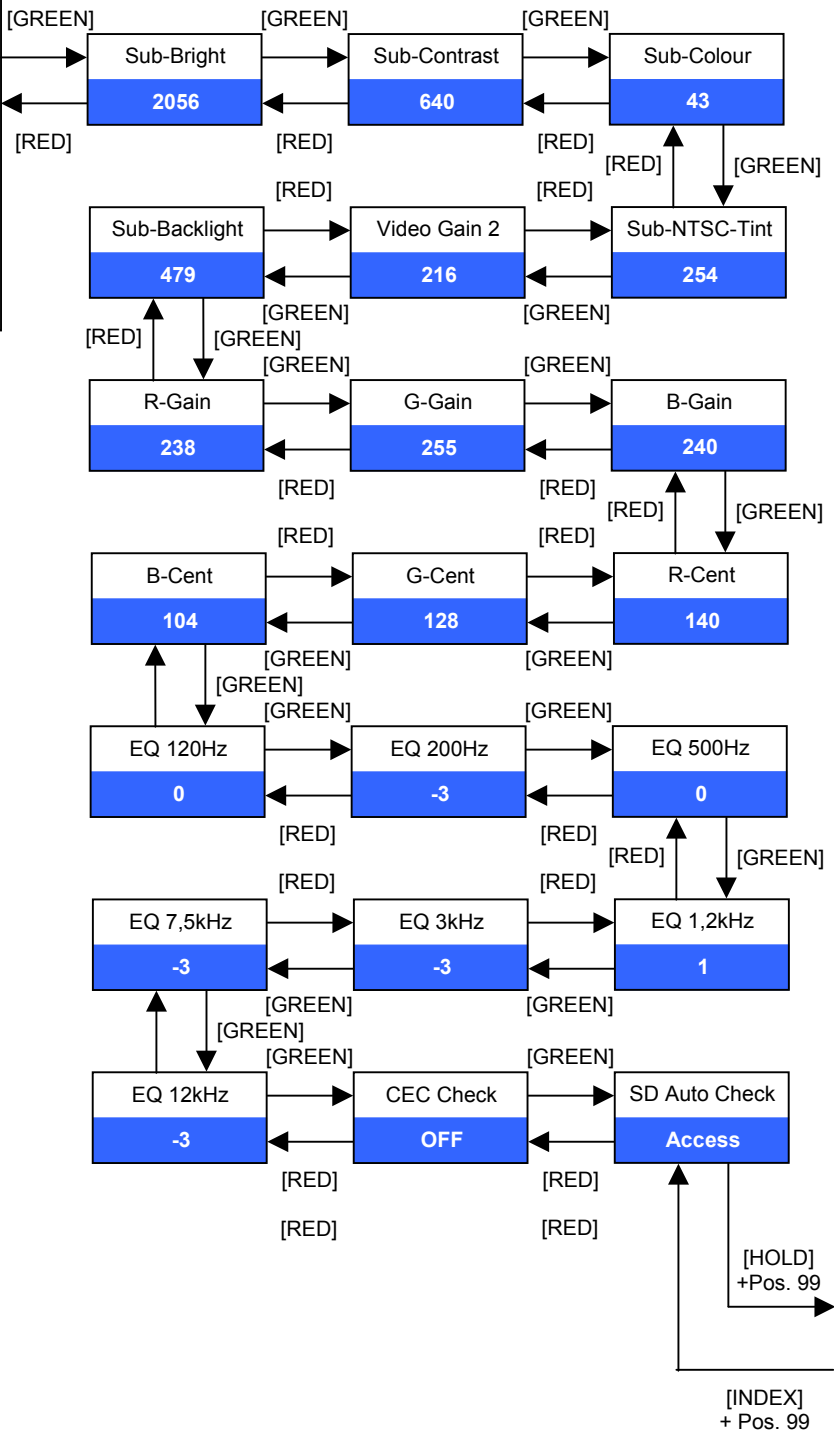 [GREEN] [GREEN] [GREEN]
Sub-Bright Sub-Contrast Sub-Colour
2056 640 43
[RED] [RED] [RED]
[RED] [GREEN]
[RED] [RED]
Sub-Backlight Video Gain 2 Sub-NTSC-Tint
479 216 254
[GREEN] [GREEN]
[RED] [GREEN]
[GREEN] [GREEN]
R-Gain G-Gain B-Gain
238 255 240
[RED] [RED]
[RED] [GREEN]
[RED] [RED]
B-Cent G-Cent R-Cent
104 128 140
[GREEN] [GREEN]
[GREEN]
[GREEN] [GREEN]
EQ 120Hz EQ 200Hz EQ 500Hz
0 -3 0
[RED] [RED]
[RED] [GREEN]
[RED] [RED]
EQ 7,5kHz EQ 3kHz EQ 1,2kHz
-3 -3 1
[GREEN] [GREEN]
[GREEN]
[GREEN] [GREEN]
EQ 12kHz CEC Check SD Auto Check
-3 OFF Access
[RED] [RED]
[RED] [RED]
[HOLD]
+Pos. 99
[INDEX]
+ Pos. 99